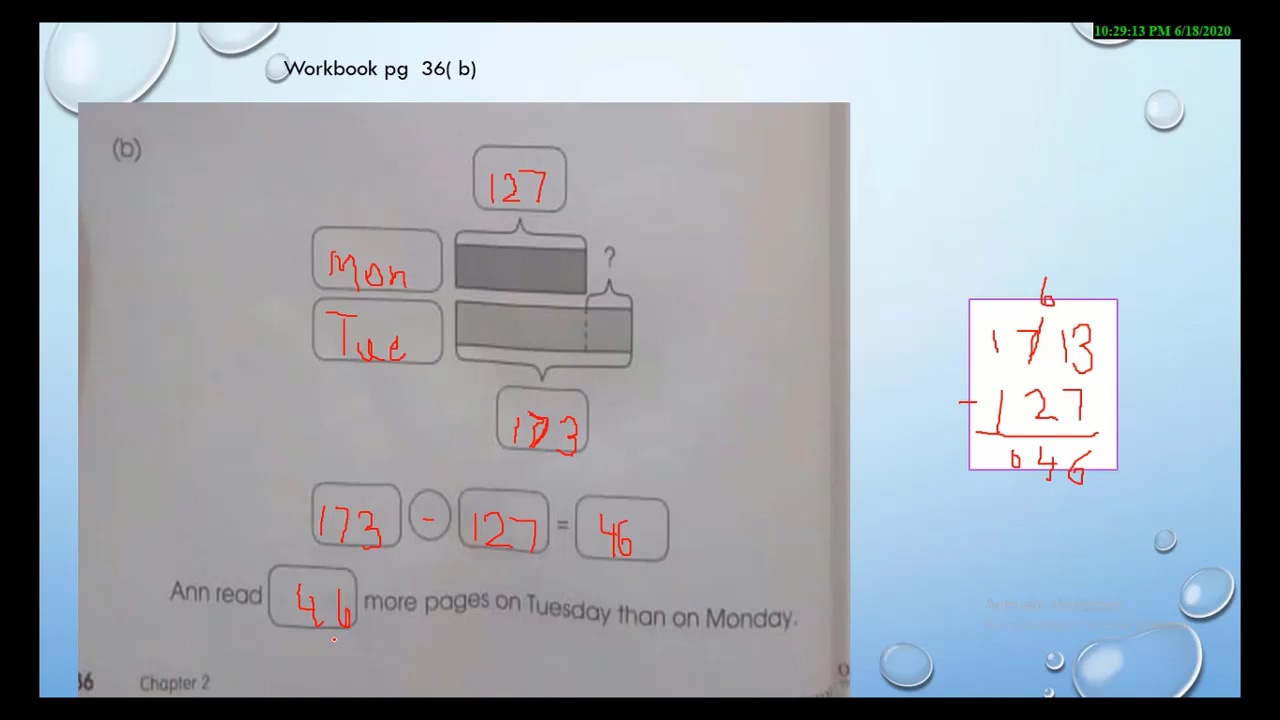 10:29:13 PM 6/18/2020
Workbook pg 36( b)
(b)
127
Mon
?
Tue
173
173 - 127 = 46
Ann read 46 more pages on Tuesday than on Monday.
36 Chapter 2
6
1 7 13
- 1 2 7
0 4 6